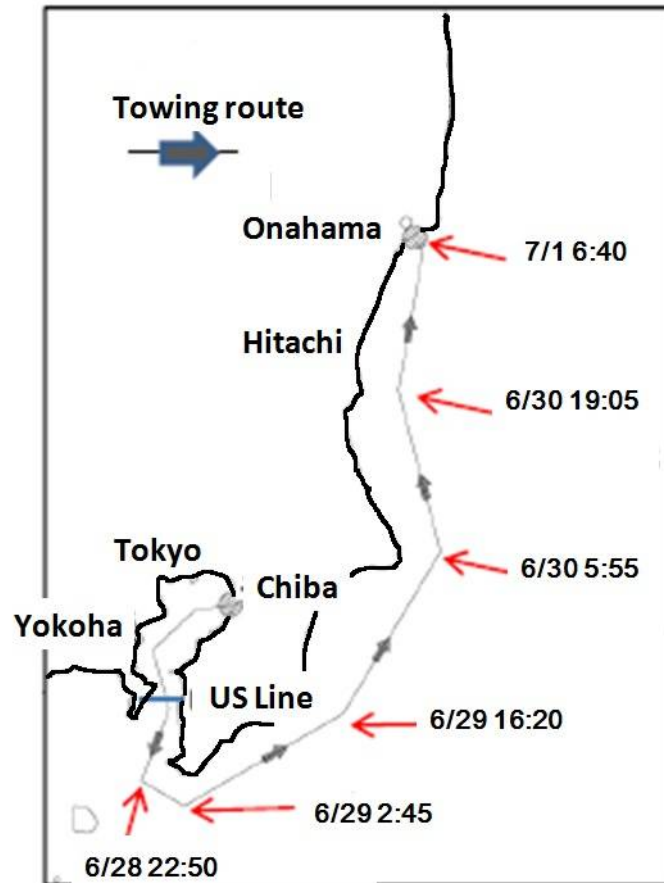 Towing route
Onahama
7/1 6:40
Hitachi
6/30 19:05
Tokyo
Chiba
6/30 5:55
Yokoha
US Line
6/29 16:20
6/29 2:45
6/28 22:50